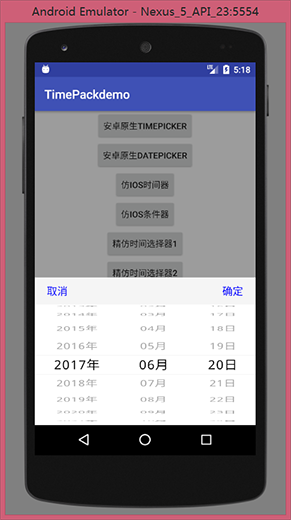 Android Emulator - Nexus_5_API_23:5554
5:18
TimePackdemo
安卓原生TIMEPICKER
安卓原生DATEPICKER
仿IOS时间器
仿IOS条件器
精仿时间选择器1
精仿时间选择器2
取消 确定
2014年 03月 17日
2015年 04月 18日
2016年 05月 19日
2017年 06月 20日
2018年 07月 21日
2019年 08月 22日
2020年 09月 23日